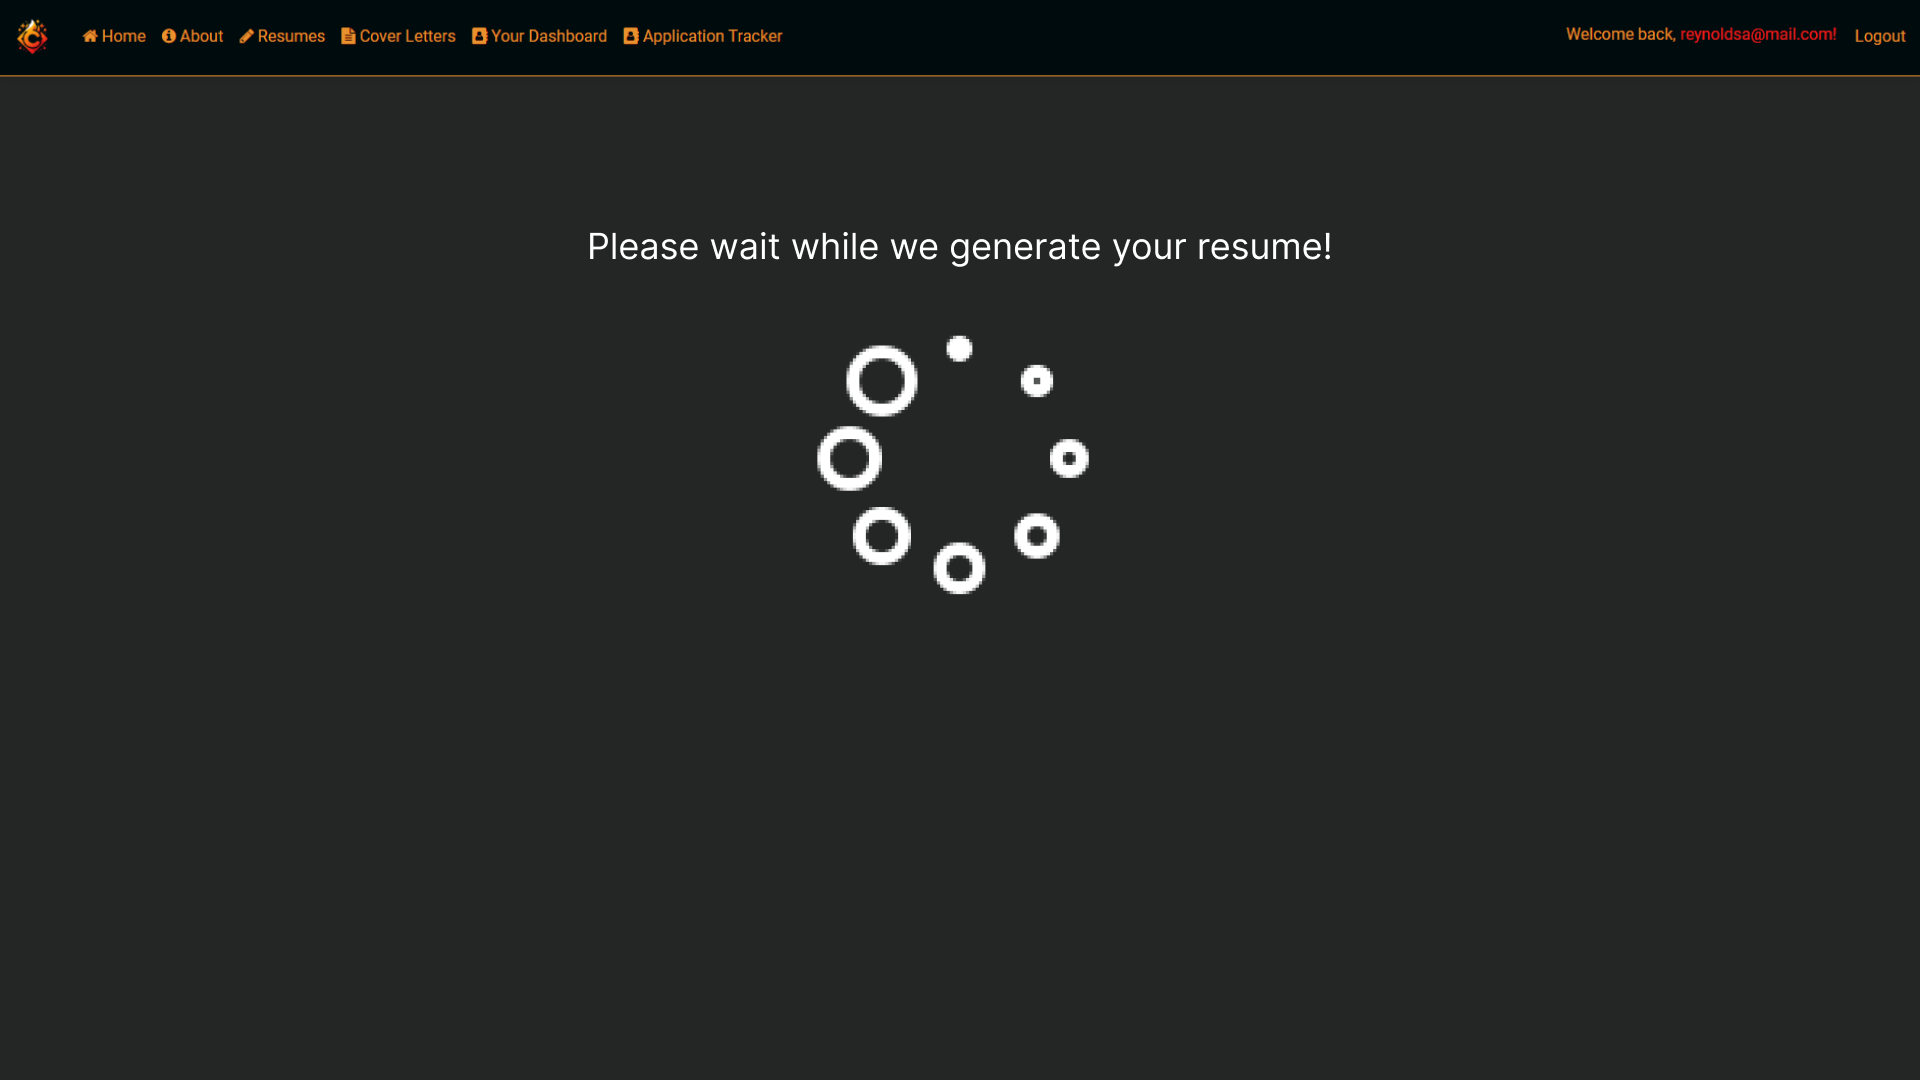 Home About Resumes Cover Letters Your Dashboard Application Tracker Welcome back, reynoldsa@mail.com! Logout
Please wait while we generate your resume!